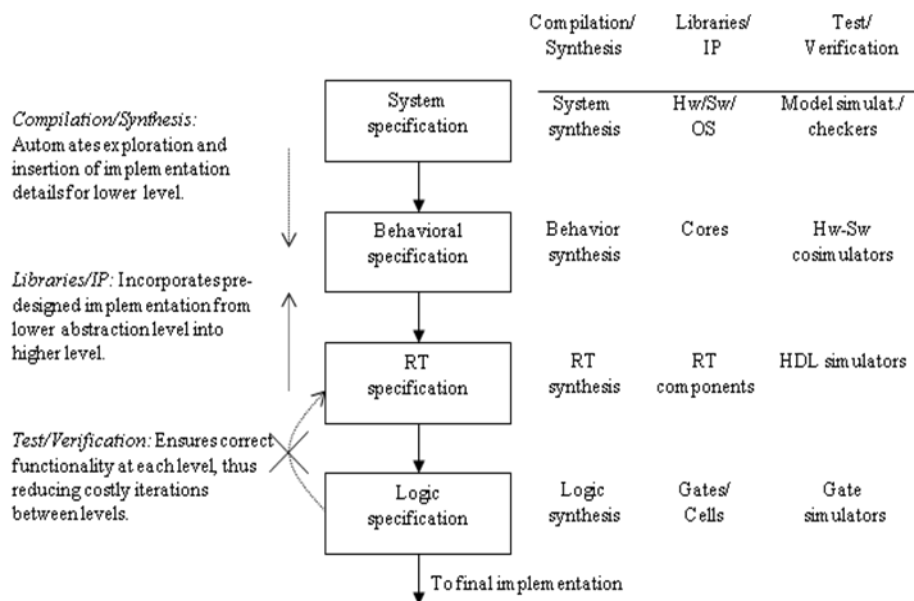 Compilation/
Synthesis
Libraries/
IP
Test/
Verification
System
specification
System
synthesis
Hw/Sw/
OS
Model simulat./
checkers
Compilation/Synthesis:
Automates exploration and
insertion of implementation
details for lower level.
Behavioral
specification
Behavior
synthesis
Cores
Hw-Sw
cosimulators
Libraries/IP: Incorporates pre-
designed implementation from
lower abstraction level into
higher level.
RT
specification
RT
synthesis
RT
components
HDL simulators
Test/Verification: Ensures correct
functionality at each level, thus
reducing costly iterations
between levels.
Logic
specification
Logic
synthesis
Gates/
Cells
Gate
simulators
To final implementation